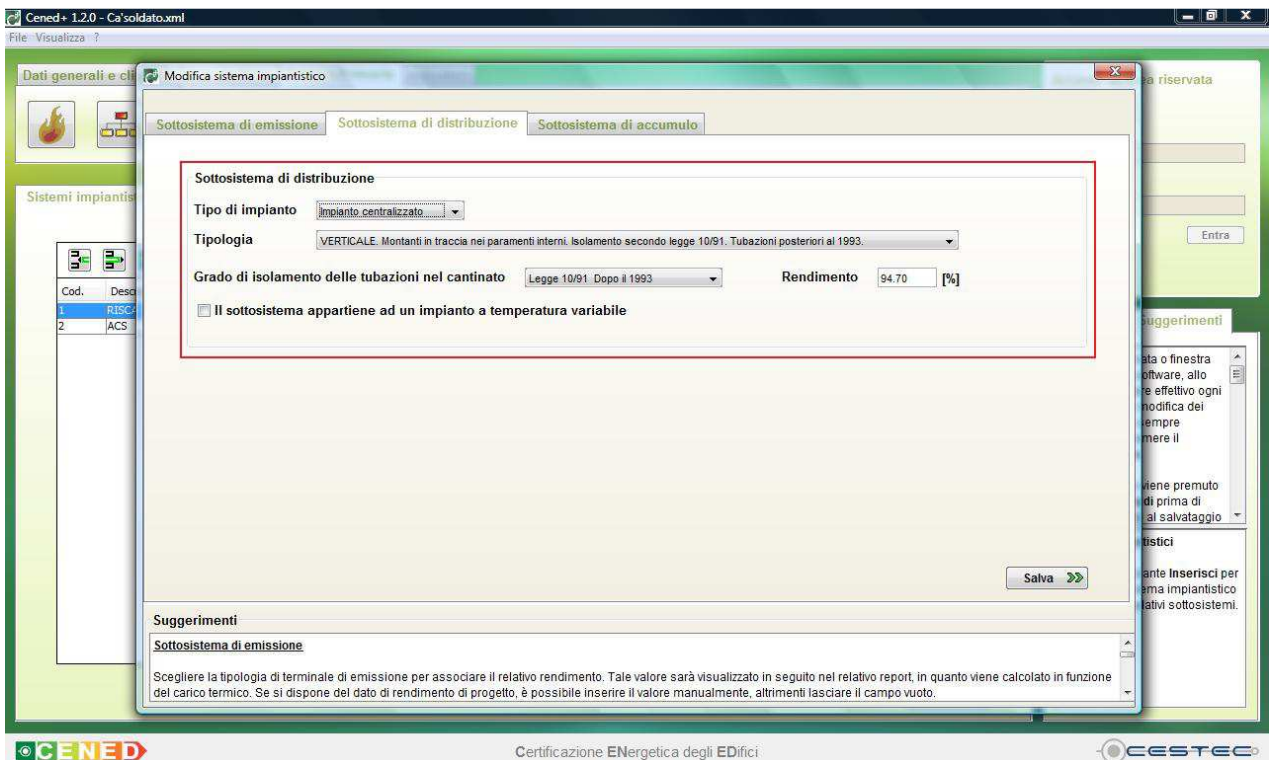 Cened+ 1.2.0 - Ca'soldato.xml
File Visualizza ?
Dati generali e cli
ea riservata
Modifica sistema impiantistico
Sottosistema di emissione
Sottosistema di distribuzione
Sottosistema di accumulo
Sottosistema di distribuzione
Tipo di impianto
Impianto centralizzato
Tipologia
VERTICALE. Montanti in traccia nei paramenti interni. Isolamento secondo legge 10/91. Tubazioni posteriori al 1993.
Grado di isolamento delle tubazioni nel cantinato
Legge 10/91 Dopo il 1993
Rendimento
94.70
[%]
Il sottosistema appartiene ad un impianto a temperatura variabile
Salva
Suggerimenti
Sottosistema di emissione
Scegliere la tipologia di terminale di emissione per associare il relativo rendimento. Tale valore sarà visualizzato in seguito nel relativo report, in quanto viene calcolato in funzione
del carico termico. Se si dispone del dato di rendimento di progetto, è possibile inserire il valore manualmente, altrimenti lasciare il campo vuoto.
Sistemi impiantis
Cod. Desc
1 RISCA
2 ACS
Entra
Suggerimenti
ata o finestra
oftware, allo
re effettivo ogni
modifica dei
sempre
mere il
viene premuto
di prima di
al salvataggio
tistici
ante Inserisci per
ema impiantistico
lativi sottosistemi.
CENED
Certificazione ENergetica degli EDifici
CESTEC